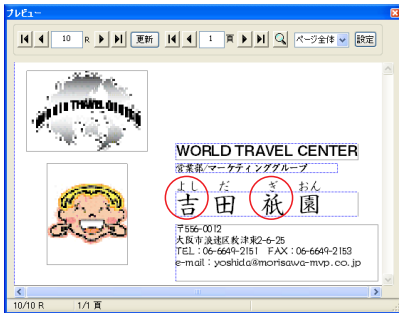 プレビュー
10 R 更新 1 頁 ページ全体 設定
WORLD TRAVEL CENTER
営業部/マーケティンググループ
よし だ ぎ おん
吉田 祇園
〒556-0012
大阪市浪速区敷津東2-6-25
TEL：06-6649-2151 FAX：06-6649-2153
e-mail：yoshida@morisawa-mvp.co.jp
10/10 R 1/1 頁